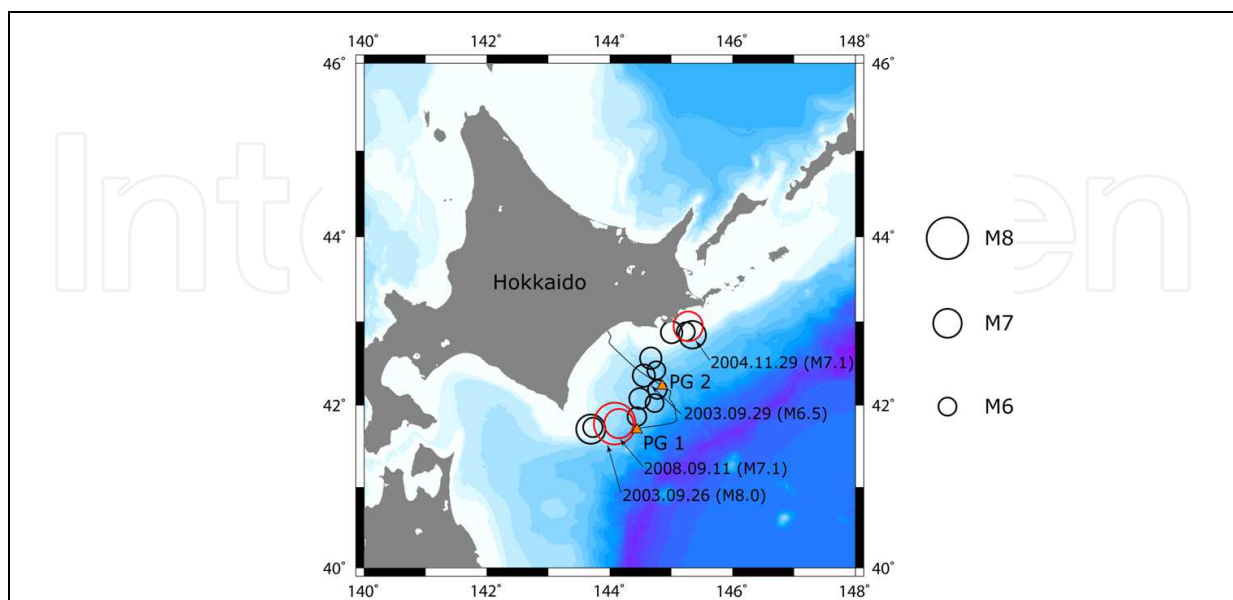 140° 142° 144° 146° 148°
46° 46°
44° 44°
Hokkaido
42° 42°
40° 40°
140° 142° 144° 146° 148°
2004.11.29 (M7.1)
PG 2
2003.09.29 (M6.5)
PG 1
2008.09.11 (M7.1)
2003.09.26 (M8.0)
M8
M7
M6